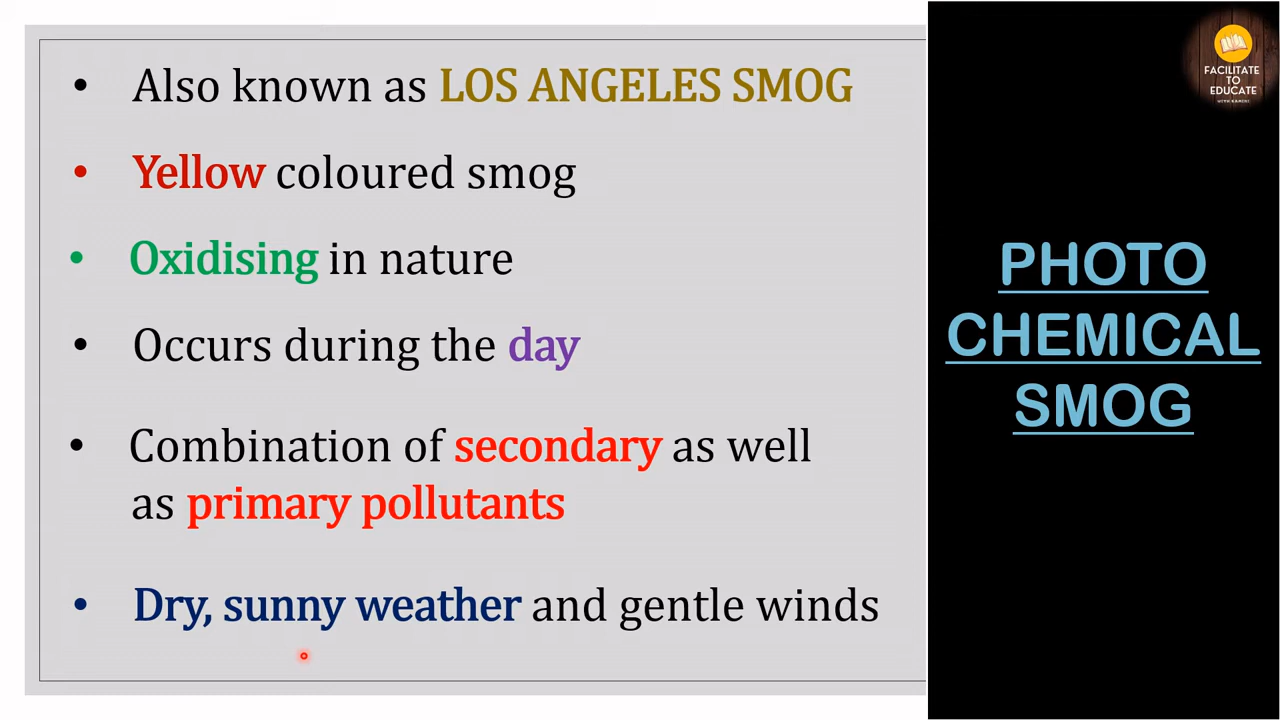 • Also known as LOS ANGELES SMOG
• Yellow coloured smog
• Oxidising in nature
• Occurs during the day
• Combination of secondary as well
as primary pollutants
• Dry, sunny weather and gentle winds
PHOTO
CHEMICAL
SMOG
FACILITATE
TO
EDUCATE